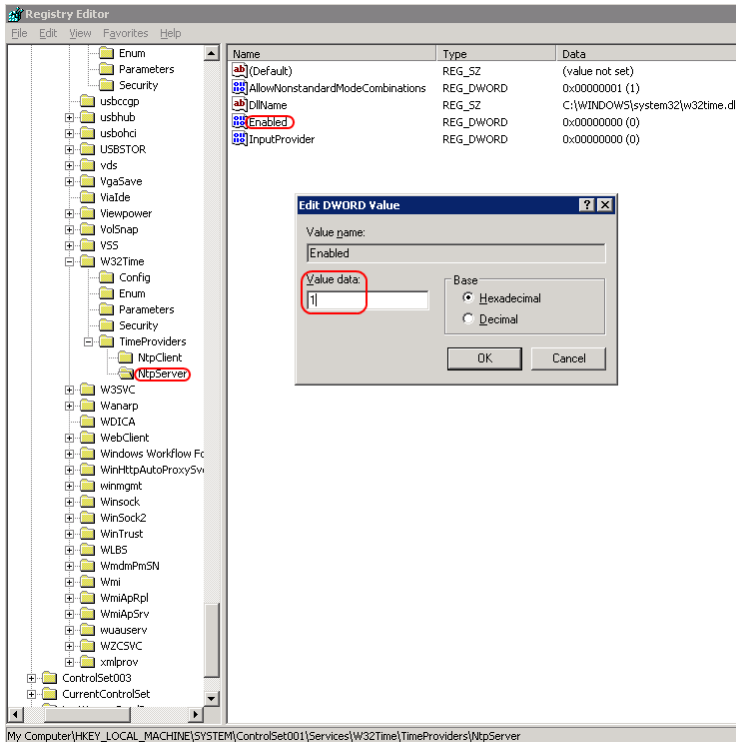 Registry Editor
File Edit View Favorites Help
Enum
Parameters
Security
usbccgp
usbhub
usbohci
USBSTOR
vds
VgaSave
ViaIde
Viewpower
VolSnap
VSS
W32Time
Config
Enum
Parameters
Security
TimeProviders
NtpClient
NtpServer
W3SVC
Wanarp
WDICA
WebClient
Windows Workflow Fo
WinHttpAutoProxySv
winmgmt
Winsock
WinSock2
WinTrust
WLBS
WmdmPmSN
Wmi
WmiApRpl
WmiApSrv
wuauserv
WZCSVC
xmlprov
ControlSet003
CurrentControlSet
Name Type Data
(Default) REG_SZ (value not set)
AllowNonstandardModeCombinations REG_DWORD 0x00000001 (1)
DllName REG_SZ C:\WINDOWS\system32\w32time.dl
Enabled REG_DWORD 0x00000000 (0)
InputProvider REG_DWORD 0x00000000 (0)
Edit DWORD Value
Value name:
Enabled
Value data:
1
Base
Hexadecimal
Decimal
OK Cancel
My Computer\HKEY_LOCAL_MACHINE\SYSTEM\ControlSet001\Services\W32Time\TimeProviders\NtpServer